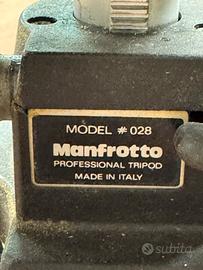 MODEL #028
Manfrotto
PROFESSIONAL TRIPOD
MADE IN ITALY
subito